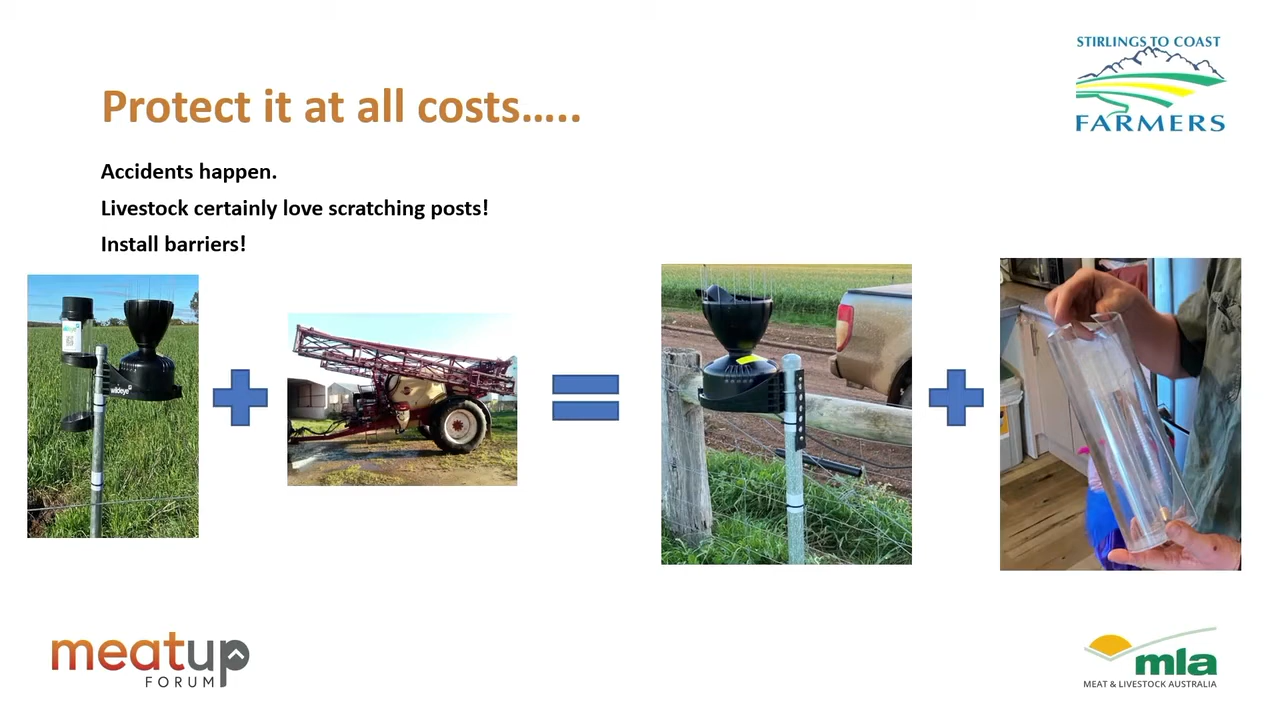 STIRLINGS TO COAST
FARMERS
Protect it at all costs…..
Accidents happen.
Livestock certainly love scratching posts!
Install barriers!
wildeye
meatup
FORUM
mla
MEAT & LIVESTOCK AUSTRALIA